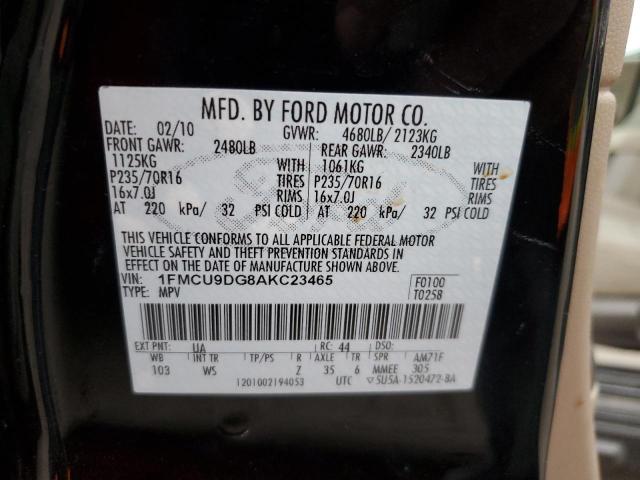 MFD. BY FORD MOTOR CO.
DATE: 02/10 GVWR: 4680LB/ 2123KG
FRONT GAWR: 2480LB REAR GAWR: 2340LB
1125KG WITH 1061KG WITH
P235/70R16 TIRES P235/70R16 TIRES
16x7.0J RIMS 16x7.0J RIMS
AT 220 kPa/ 32 PSI COLD AT 220 kPa/ 32 PSI COLD
THIS VEHICLE CONFORMS TO ALL APPLICABLE FEDERAL MOTOR
VEHICLE SAFETY AND THEFT PREVENTION STANDARDS IN
EFFECT ON THE DATE OF MANUFACTURE SHOWN ABOVE.
VIN: 1FMCU9DG8AKC23465 F0100
TYPE: MPV T0258
EXT PNT: UA RC: 44 DSO:
WB INT TR TP/PS R AXLE TR SPR AM71F
103 WS Z 35 6 MMEE 305
1201002194053 UTC 5U5A-1520472-BA